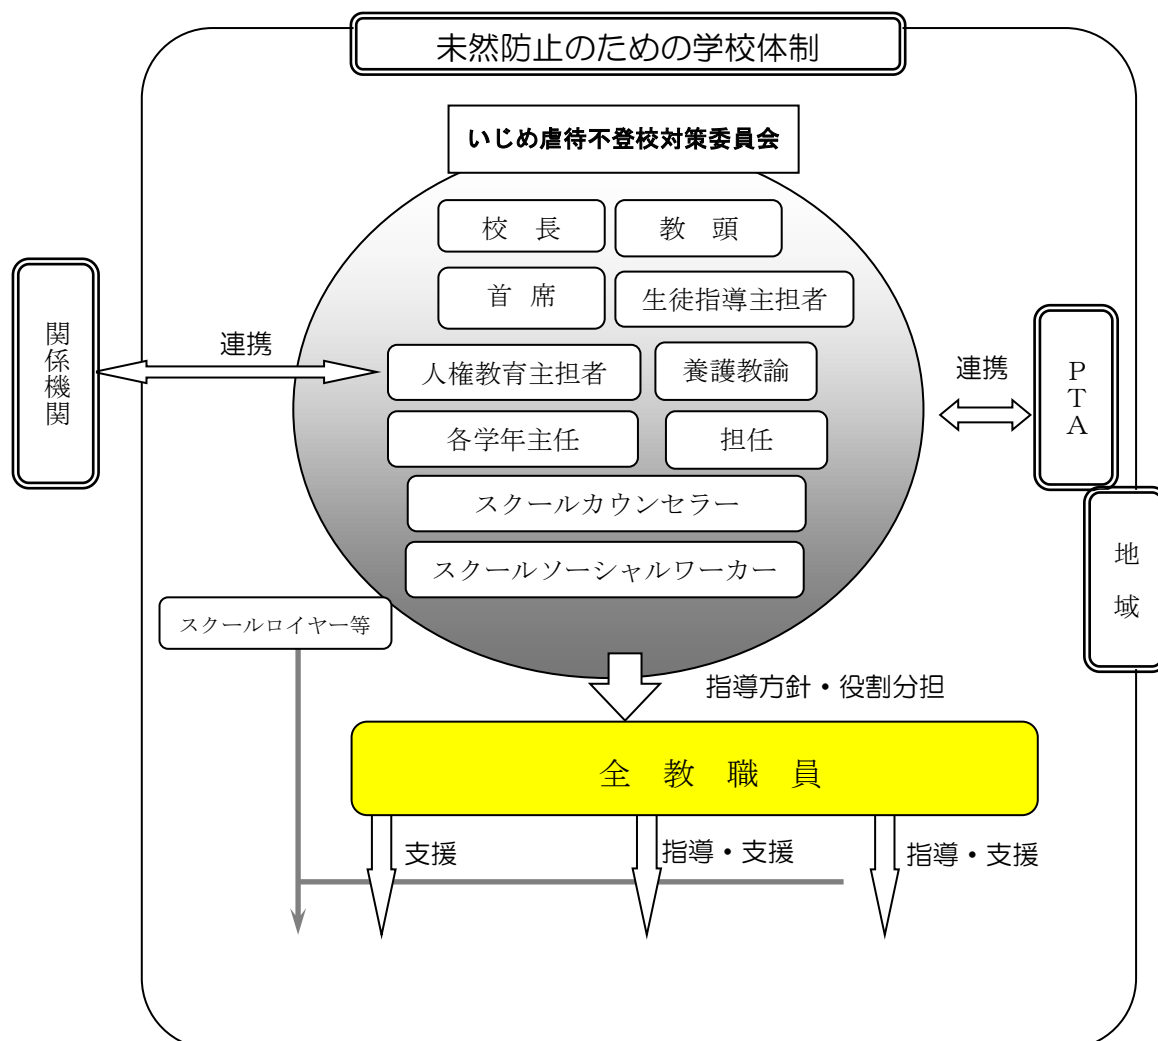 未然防止のための学校体制
いじめ虐待不登校対策委員会
校 長
教 頭
首 席
生徒指導主担者
関係機関
連携
人権教育主担者
養護教諭
連携
PTA
各学年主任
担任
スクールカウンセラー
スクールソーシャルワーカー
地域
スクールロイヤー等
指導方針・役割分担
全 教 職 員
支援
指導・支援
指導・支援